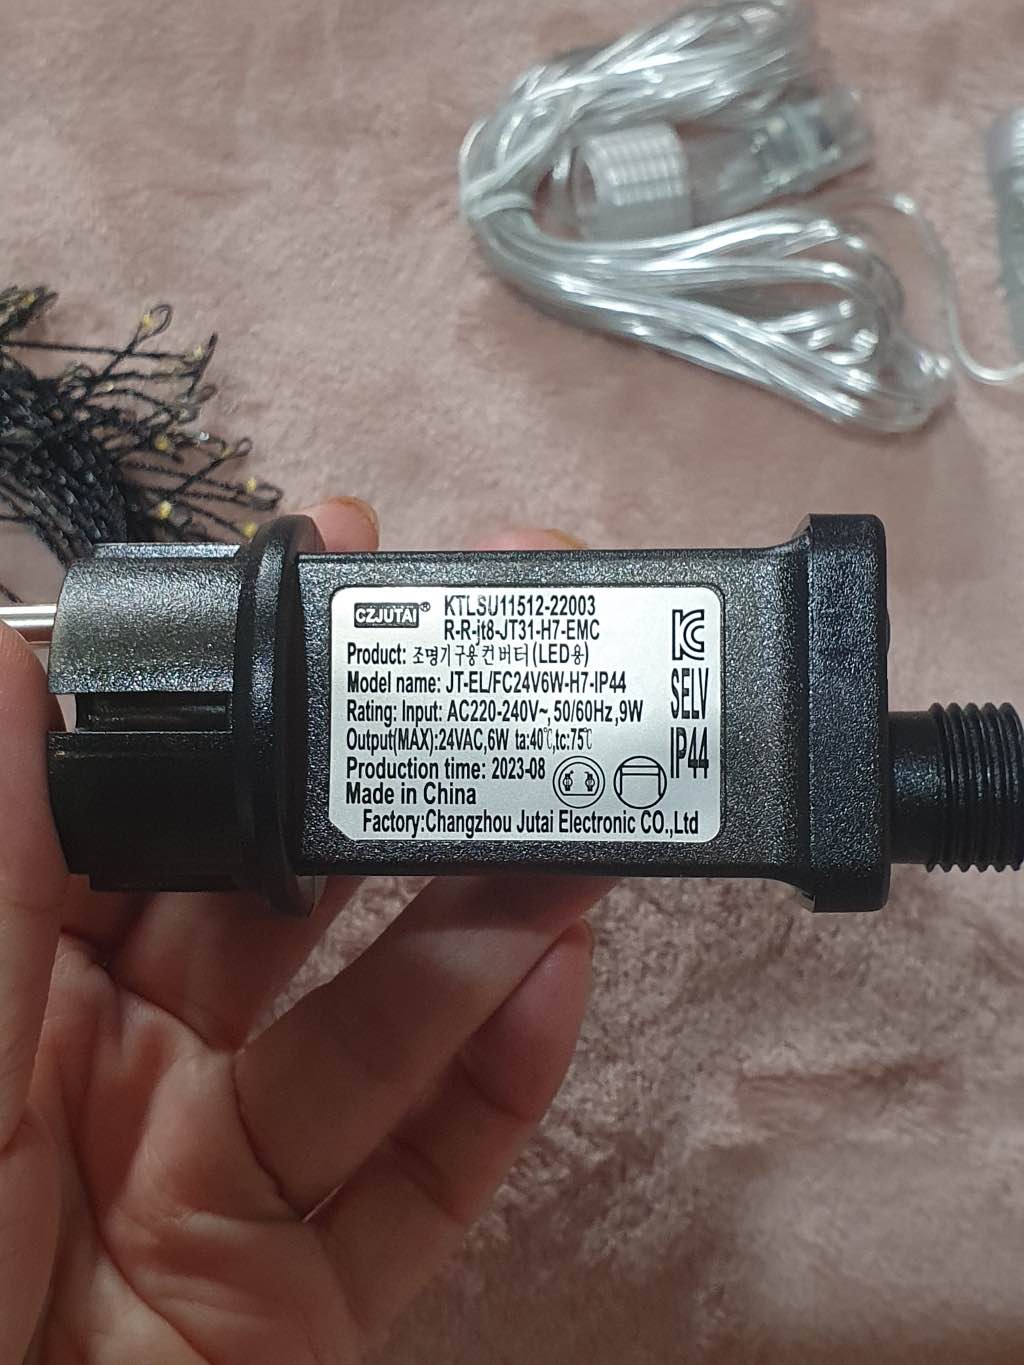 CZJUTAI® KTLSU11512-22003
R-R-jt8-JT31-H7-EMC
Product: 조명기구용 컨버터(LED용)
Model name: JT-EL/FC24V6W-H7-IP44
Rating: Input: AC220-240V~, 50/60Hz,9W
Output(MAX):24VAC,6W ta:40℃,tc:75℃
Production time: 2023-08
Made in China
Factory:Changzhou Jutai Electronic CO.,Ltd
KC
SELV
IP44